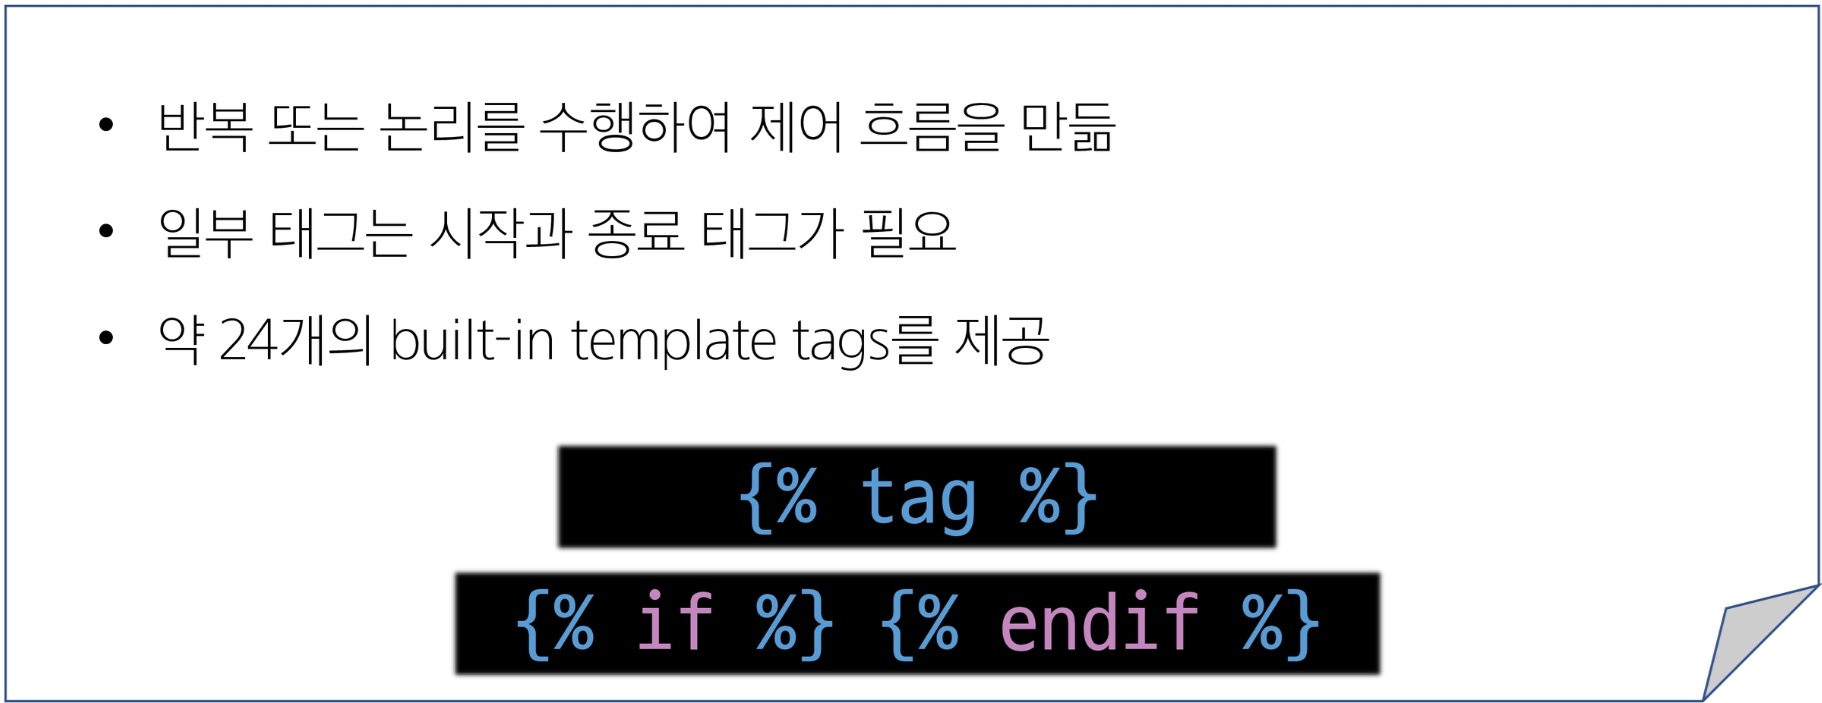 • 반복 또는 논리를 수행하여 제어 흐름을 만듦
• 일부 태그는 시작과 종료 태그가 필요
• 약 24개의 built-in template tags를 제공
{% tag %}
{% if %} {% endif %}